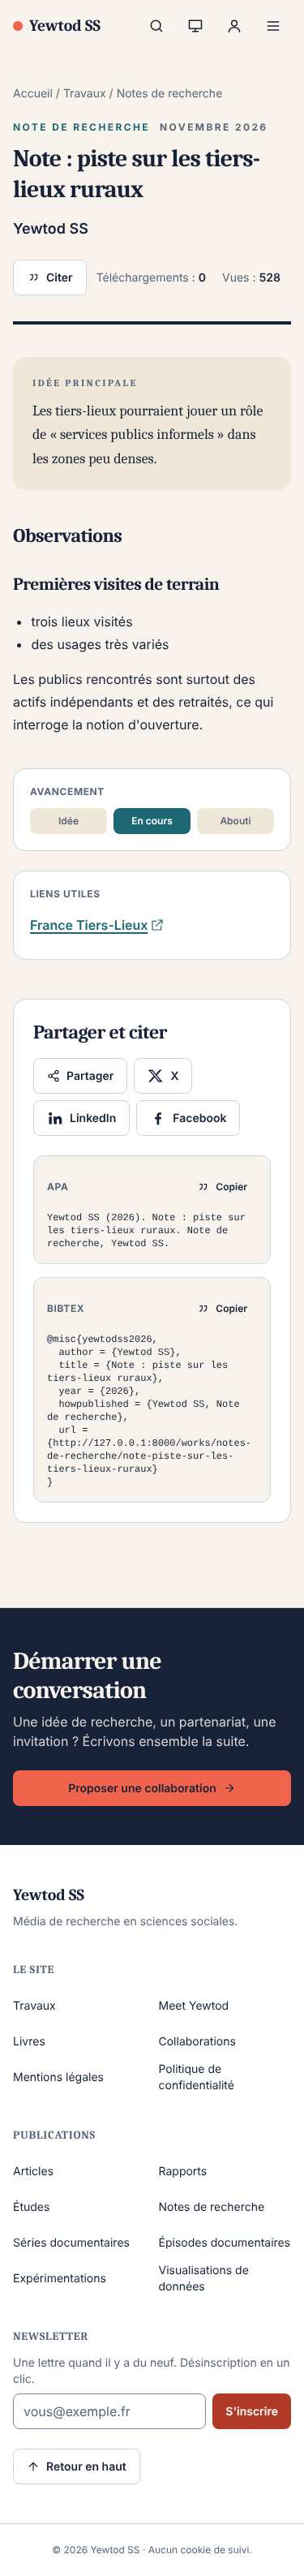 Yewtod SS
Accueil / Travaux / Notes de recherche
NOTE DE RECHERCHE NOVEMBRE 2026
Note : piste sur les tiers-
lieux ruraux
Yewtod SS
Citer Téléchargements : 0 Vues : 528
IDÉE PRINCIPALE
Les tiers-lieux pourraient jouer un rôle
de « services publics informels » dans
les zones peu denses.
Observations
Premières visites de terrain
• trois lieux visités
• des usages très variés
Les publics rencontrés sont surtout des
actifs indépendants et des retraités, ce qui
interroge la notion d'ouverture.
AVANCEMENT
Idée En cours Abouti
LIENS UTILES
France Tiers-Lieux
Partager et citer
Partager X
LinkedIn Facebook
APA Copier
Yewtod SS (2026). Note : piste sur
les tiers-lieux ruraux. Note de
recherche, Yewtod SS.
BIBTEX Copier
@misc{yewtodss2026,
  author = {Yewtod SS},
  title = {Note : piste sur les
tiers-lieux ruraux},
  year = {2026},
  howpublished = {Yewtod SS, Note
de recherche},
  url =
{http://127.0.0.1:8000/works/notes-
de-recherche/note-piste-sur-les-
tiers-lieux-ruraux}
}
Démarrer une
conversation
Une idée de recherche, un partenariat, une
invitation ? Écrivons ensemble la suite.
Proposer une collaboration
Yewtod SS
Média de recherche en sciences sociales.
LE SITE
Travaux Meet Yewtod
Livres Collaborations
Mentions légales Politique de
confidentialité
PUBLICATIONS
Articles Rapports
Études Notes de recherche
Séries documentaires Épisodes documentaires
Expérimentations Visualisations de
données
NEWSLETTER
Une lettre quand il y a du neuf. Désinscription en un
clic.
vous@exemple.fr S'inscrire
Retour en haut
© 2026 Yewtod SS · Aucun cookie de suivi.